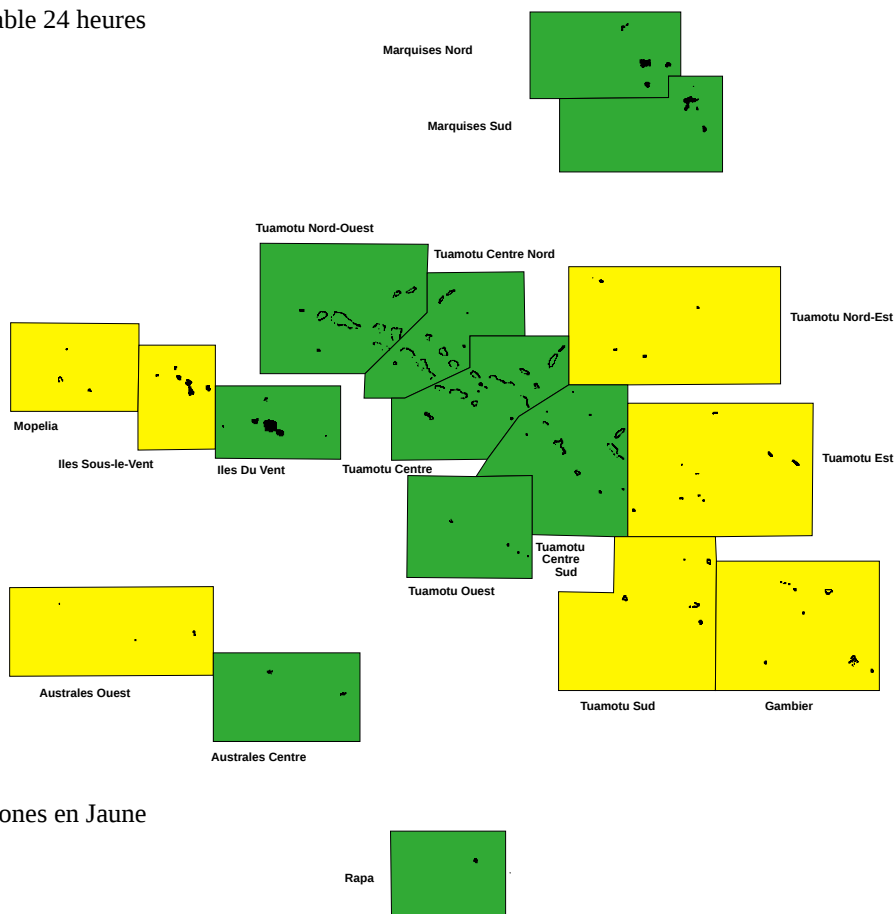 able 24 heures
Marquises Nord
Marquises Sud
Tuamotu Nord-Ouest
Tuamotu Centre Nord
Tuamotu Nord-Est
Mopelia
Iles Sous-le-Vent
Iles Du Vent
Tuamotu Centre
Tuamotu Est
Tuamotu
Centre
Sud
Tuamotu Ouest
Australes Ouest
Tuamotu Sud
Gambier
Australes Centre
ones en Jaune
Rapa